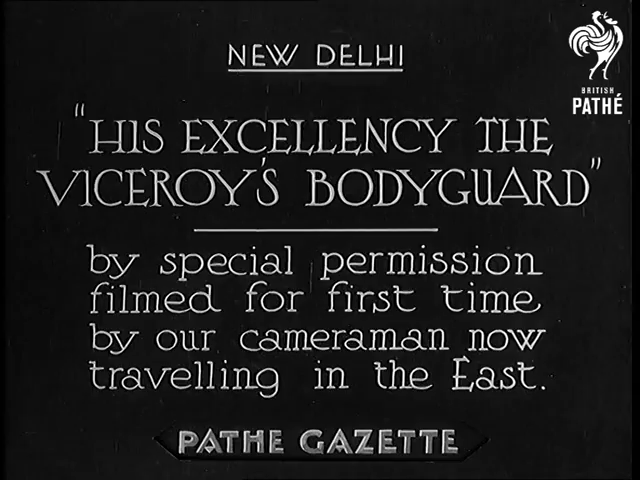 NEW DELHI
BRITISH
PATHÉ
"HIS EXCELLENCY THE
VICEROY'S BODYGUARD"
by special permission
filmed for first time
by our cameraman now
travelling in the East.
PATHE GAZETTE